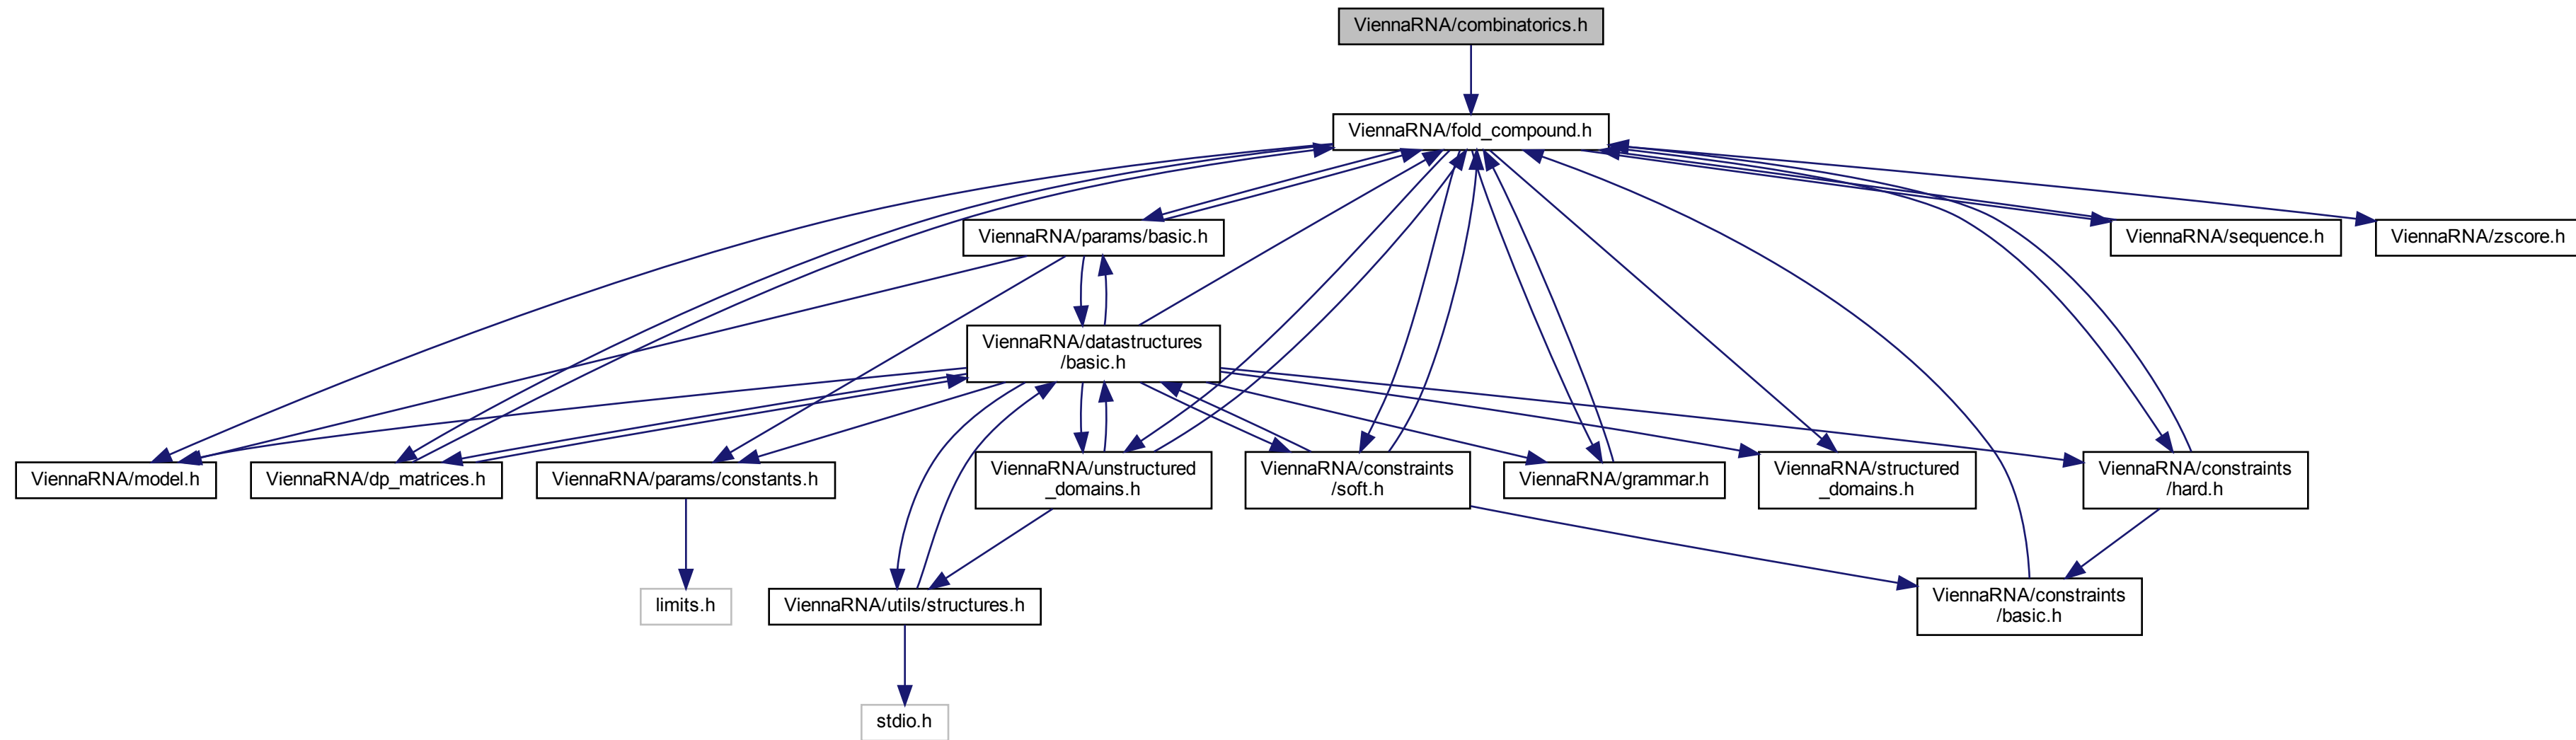 ViennaRNA/combinatorics.h
ViennaRNA/fold_compound.h
ViennaRNA/params/basic.h
ViennaRNA/sequence.h
ViennaRNA/zscore.h
ViennaRNA/datastructures
/basic.h
ViennaRNA/model.h
ViennaRNA/dp_matrices.h
ViennaRNA/params/constants.h
ViennaRNA/unstructured
_domains.h
ViennaRNA/constraints
/soft.h
ViennaRNA/grammar.h
ViennaRNA/structured
_domains.h
ViennaRNA/constraints
/hard.h
limits.h
ViennaRNA/utils/structures.h
ViennaRNA/constraints
/basic.h
stdio.h